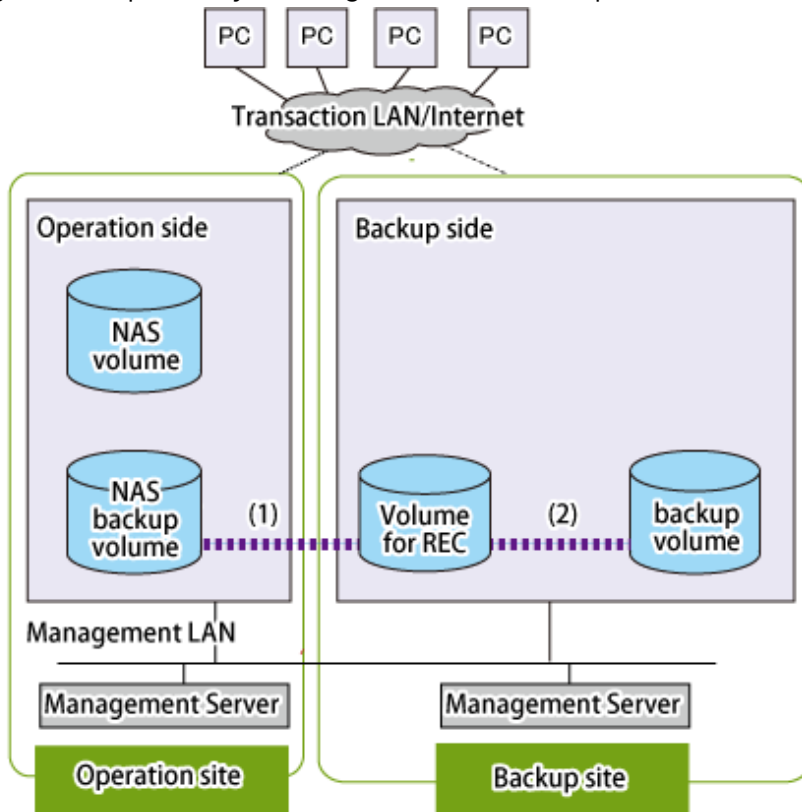 PC PC PC PC
Transaction LAN/Internet
Operation side
Backup side
NAS
volume
NAS
backup
volume
(1)
Volume
for REC
(2)
backup
volume
Management LAN
Management Server
Management Server
Operation site
Backup site